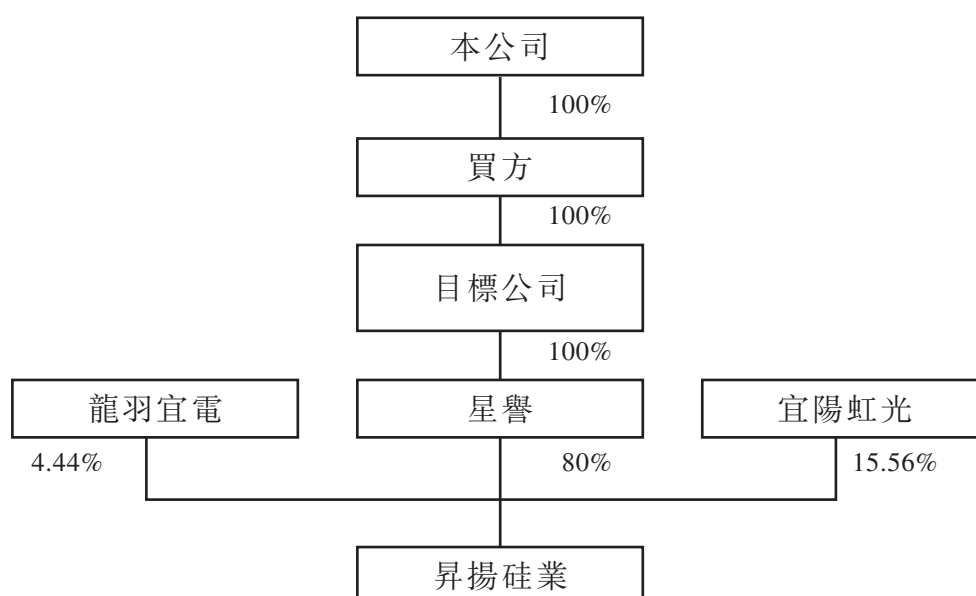 本公司
100%
買方
100%
目標公司
100%
龍羽宜電
星譽
宜陽虹光
4.44%
80%
15.56%
昇揚硅業